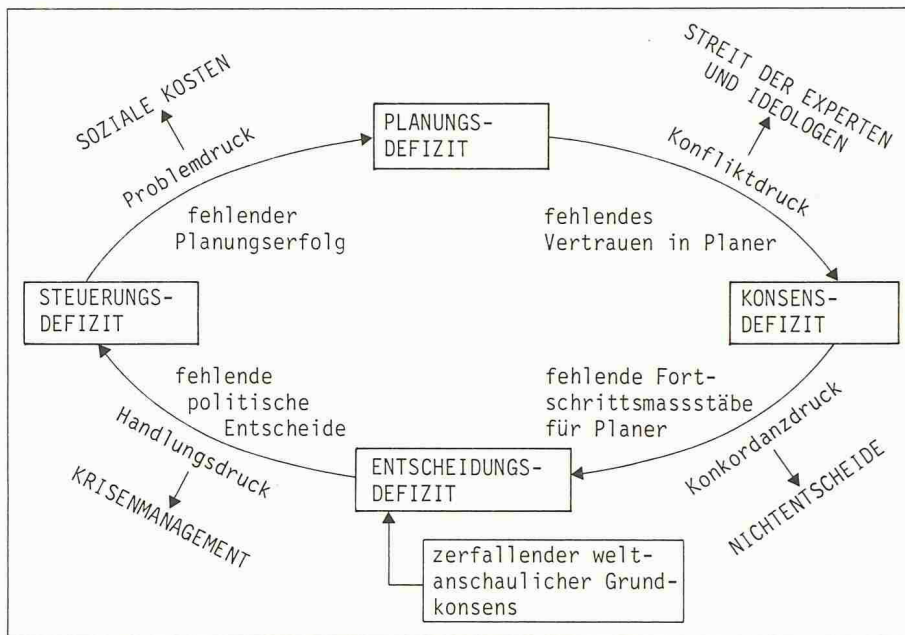 SOZIALE KOSTEN
STREIT DER EXPERTEN
UND IDEOLOGEN
PLANUNGS-
DEFIZIT
Problemdruck
Konfliktdruck
fehlender
Planungserfolg
fehlendes
Vertrauen in Planer
STEUERUNGS-
DEFIZIT
KONSENS-
DEFIZIT
fehlende
politische
Entscheide
fehlende Fort-
schrittsmassstäbe
für Planer
Handlungsdruck
Konkordanzdruck
KRISENMANAGEMENT
NICHTENTSCHEIDE
ENTSCHEIDUNGS-
DEFIZIT
zerfallender welt-
anschaulicher Grund-
konsens